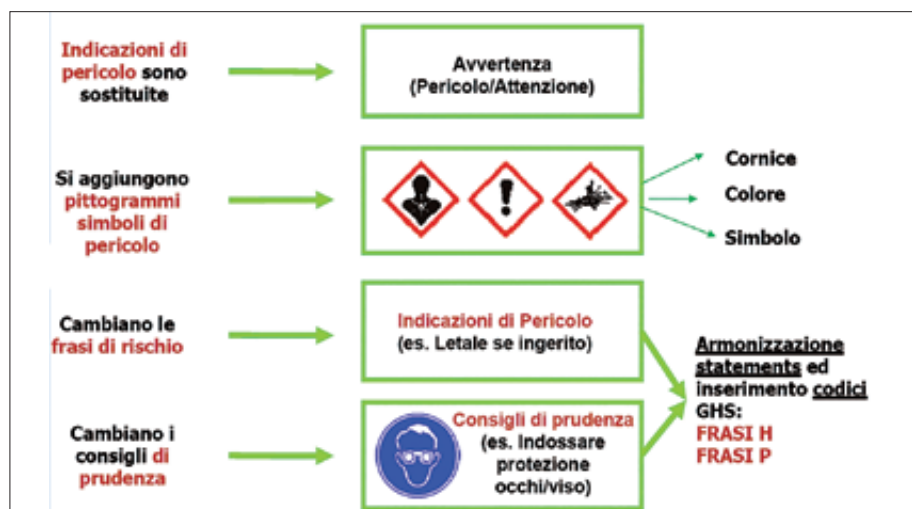 Indicazioni di
pericolo sono
sostituite
Avvertenza
(Pericolo/Attenzione)
Si aggiungono
pittogrammi
simboli di
pericolo
Cornice
Colore
Simbolo
Cambiano le
frasi di rischio
Indicazioni di Pericolo
(es. Letale se ingerito)
Cambiano i
consigli di
prudenza
Consigli di prudenza
(es. Indossare
protezione
occhi/viso)
Armonizzazione
statements ed
inserimento codici
GHS:
FRASI H
FRASI P